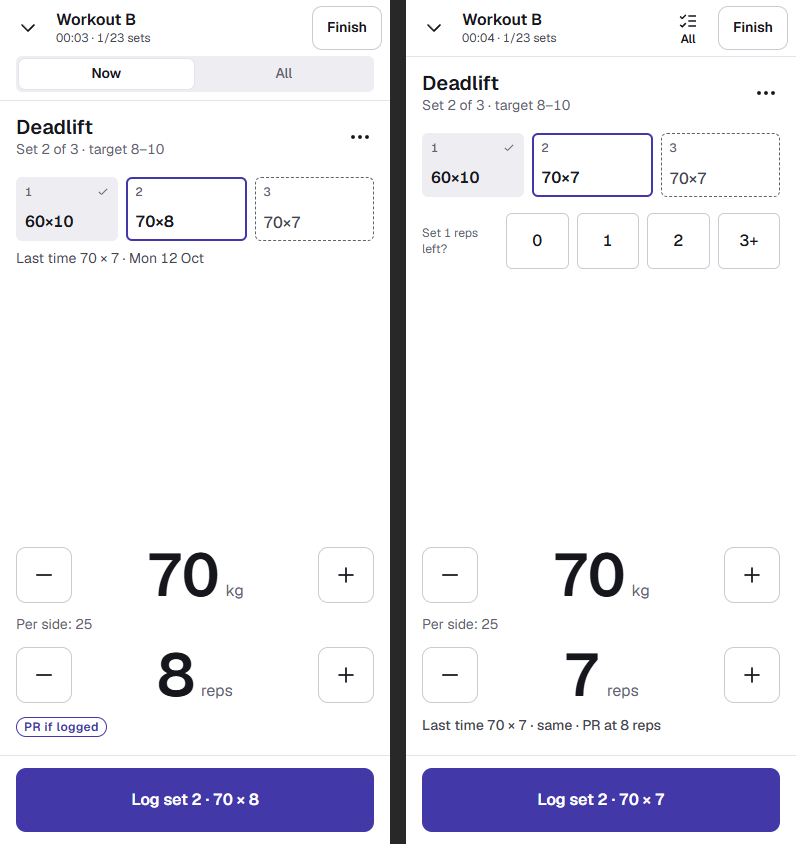 Workout B
00:03 · 1/23 sets
Finish
Now
All
Deadlift
Set 2 of 3 · target 8–10
1
60×10
2
70×8
3
70×7
Last time 70 × 7 · Mon 12 Oct
70 kg
Per side: 25
8 reps
PR if logged
Log set 2 · 70 × 8
Workout B
00:04 · 1/23 sets
All
Finish
Deadlift
Set 2 of 3 · target 8–10
1
60×10
2
70×7
3
70×7
Set 1 reps
left?
0
1
2
3+
70 kg
Per side: 25
7 reps
Last time 70 × 7 · same · PR at 8 reps
Log set 2 · 70 × 7